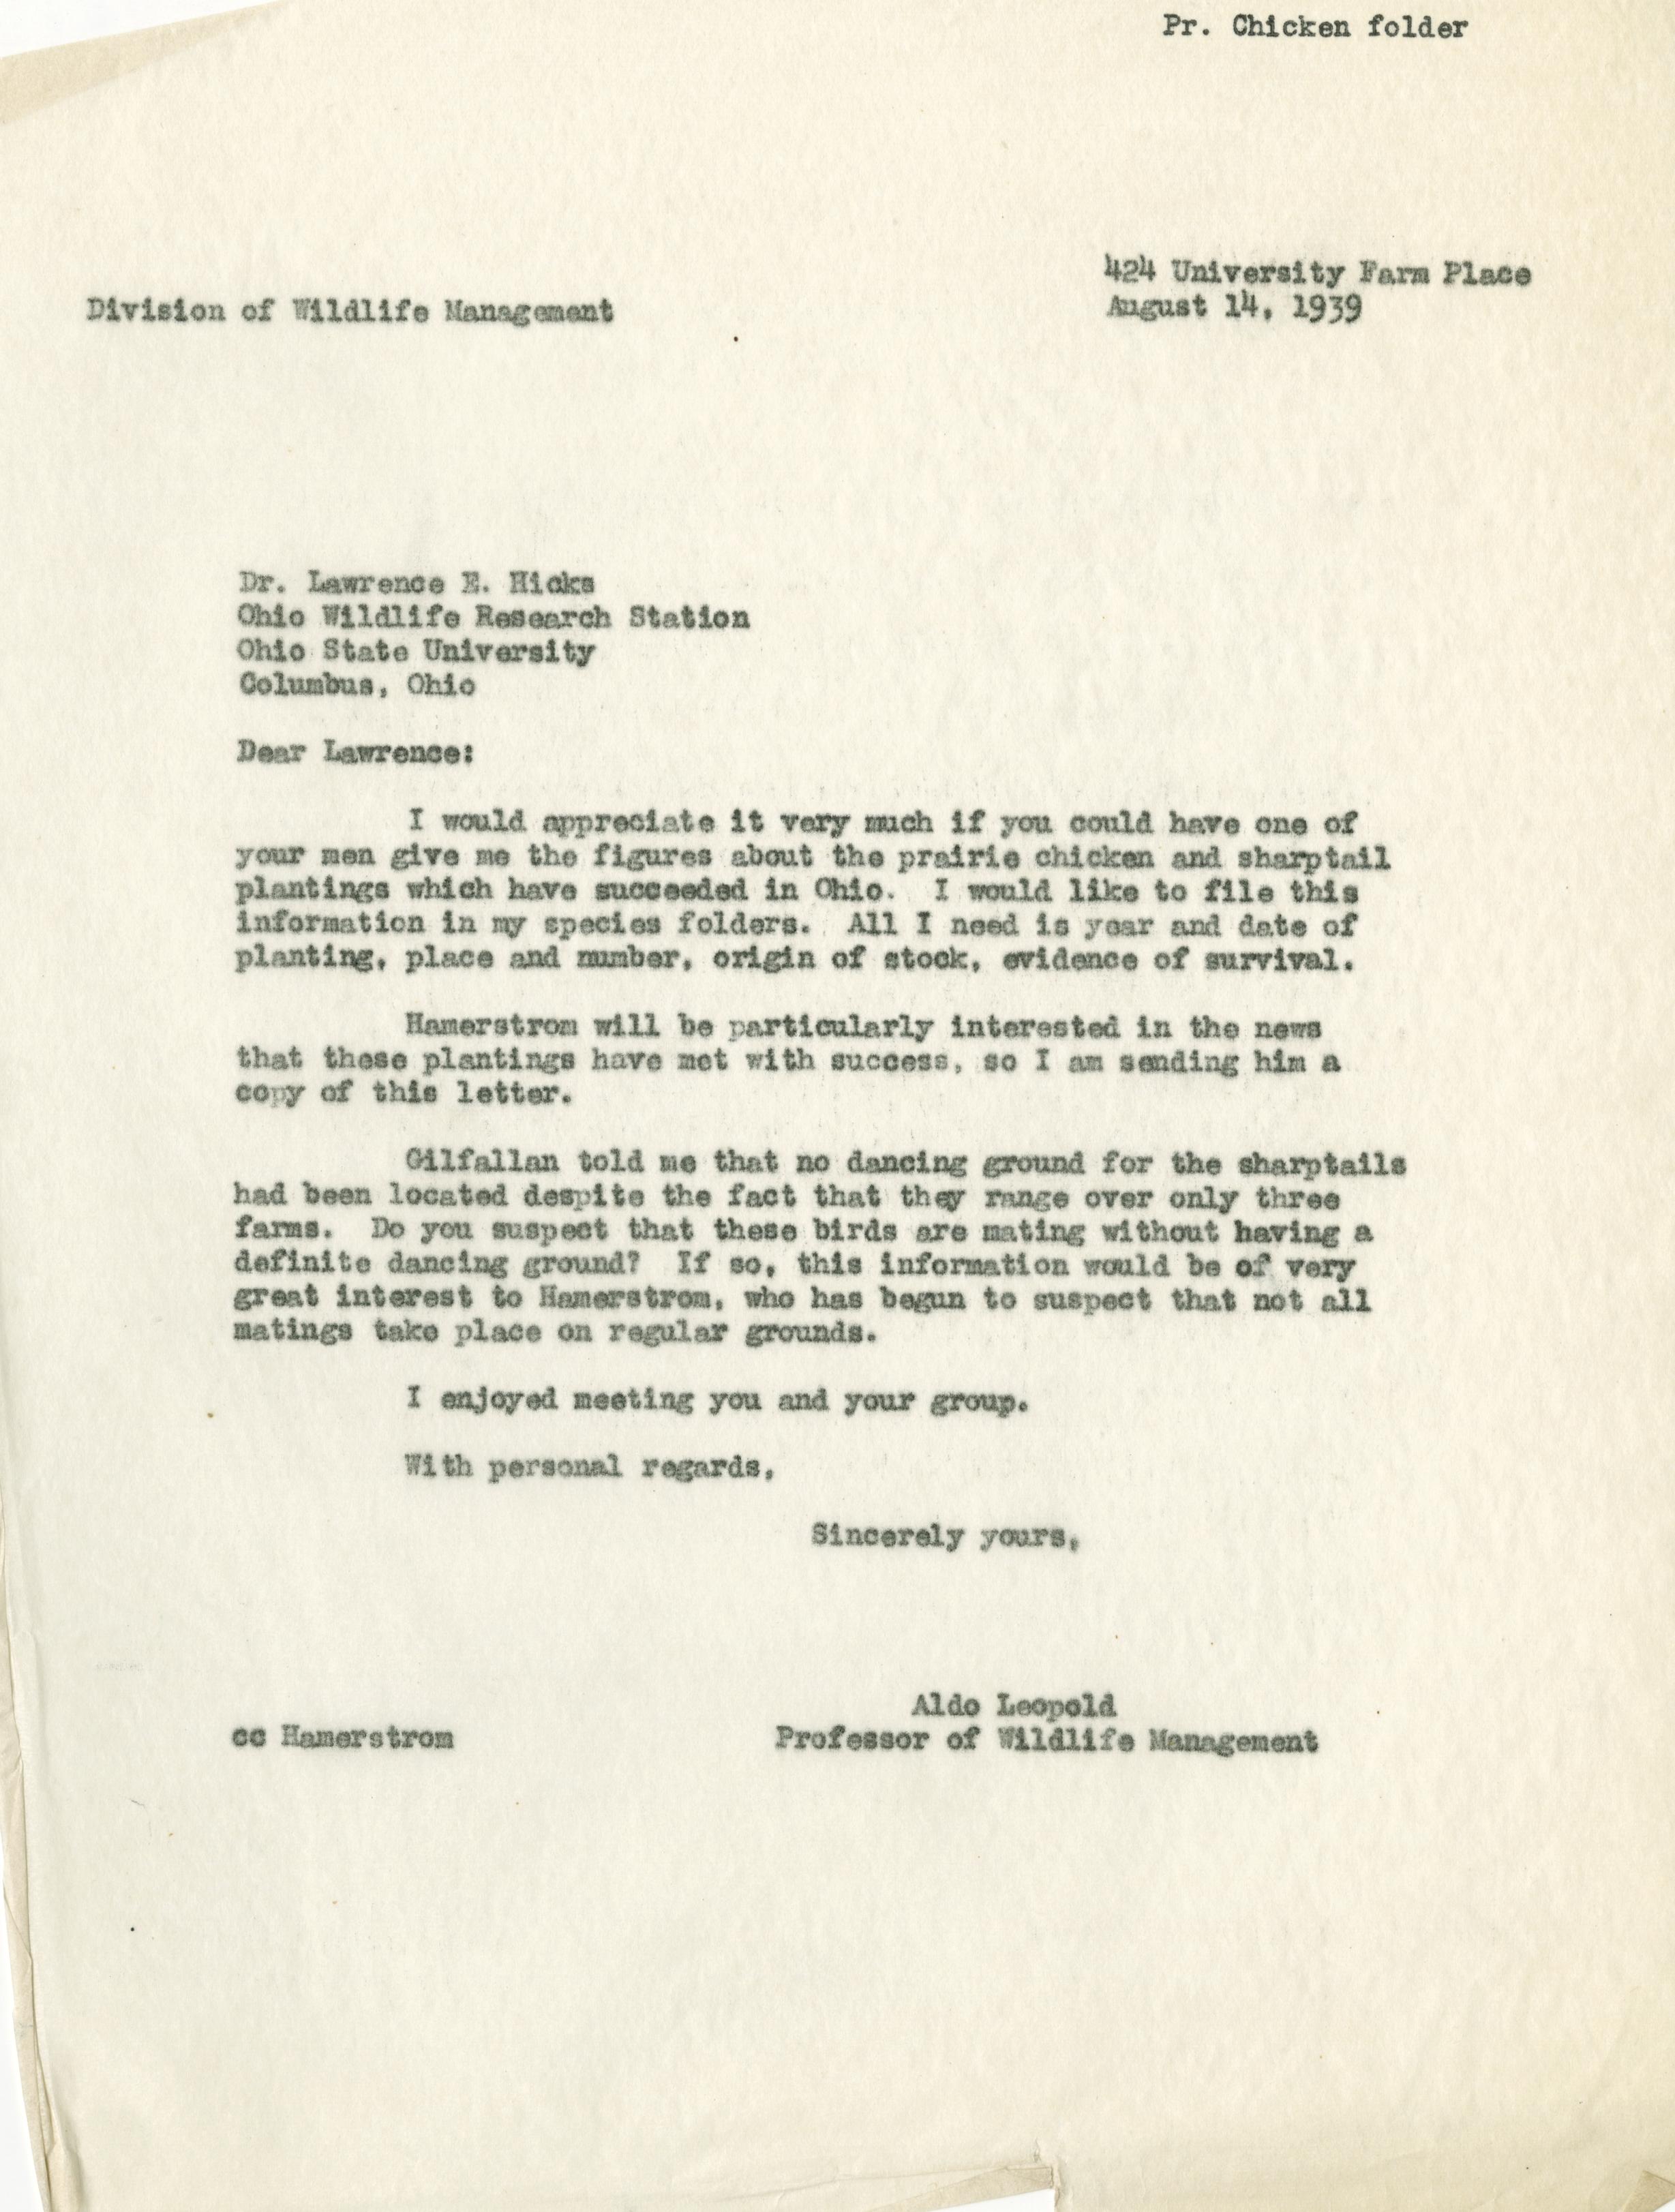 Pr. Chicken folder
424 University Farm Place
Division of Wildlife Management
August 14, 1939
Dr. Lawrence E. Hicks
Ohio Wildlife Research Station
Ohio State University
Columbus, Ohio
Dear Lawrence:
I would appreciate it very much if you could have one of
your men give me the figures about the prairie chicken and sharptail
plantings which have succeeded in Ohio. I would like to file this
information in my species folders. All I need is year and date of
planting, place and number, origin of stock, evidence of survival.
Hamerstrom will be particularly interested in the news
that these plantings have met with success, so I am sending him a
copy of this letter.
Gilfallan told me that no dancing ground for the sharptails
had been located despite the fact that they range over only three
farms. Do you suspect that these birds are mating without having a
definite dancing ground? If so, this information would be of very
great interest to Hamerstrom, who has begun to suspect that not all
matings take place on regular grounds.
I enjoyed meeting you and your group.
With personal regards,
Sincerely yours,
Aldo Leopold
cc Hamerstrom
Professor of Wildlife Management